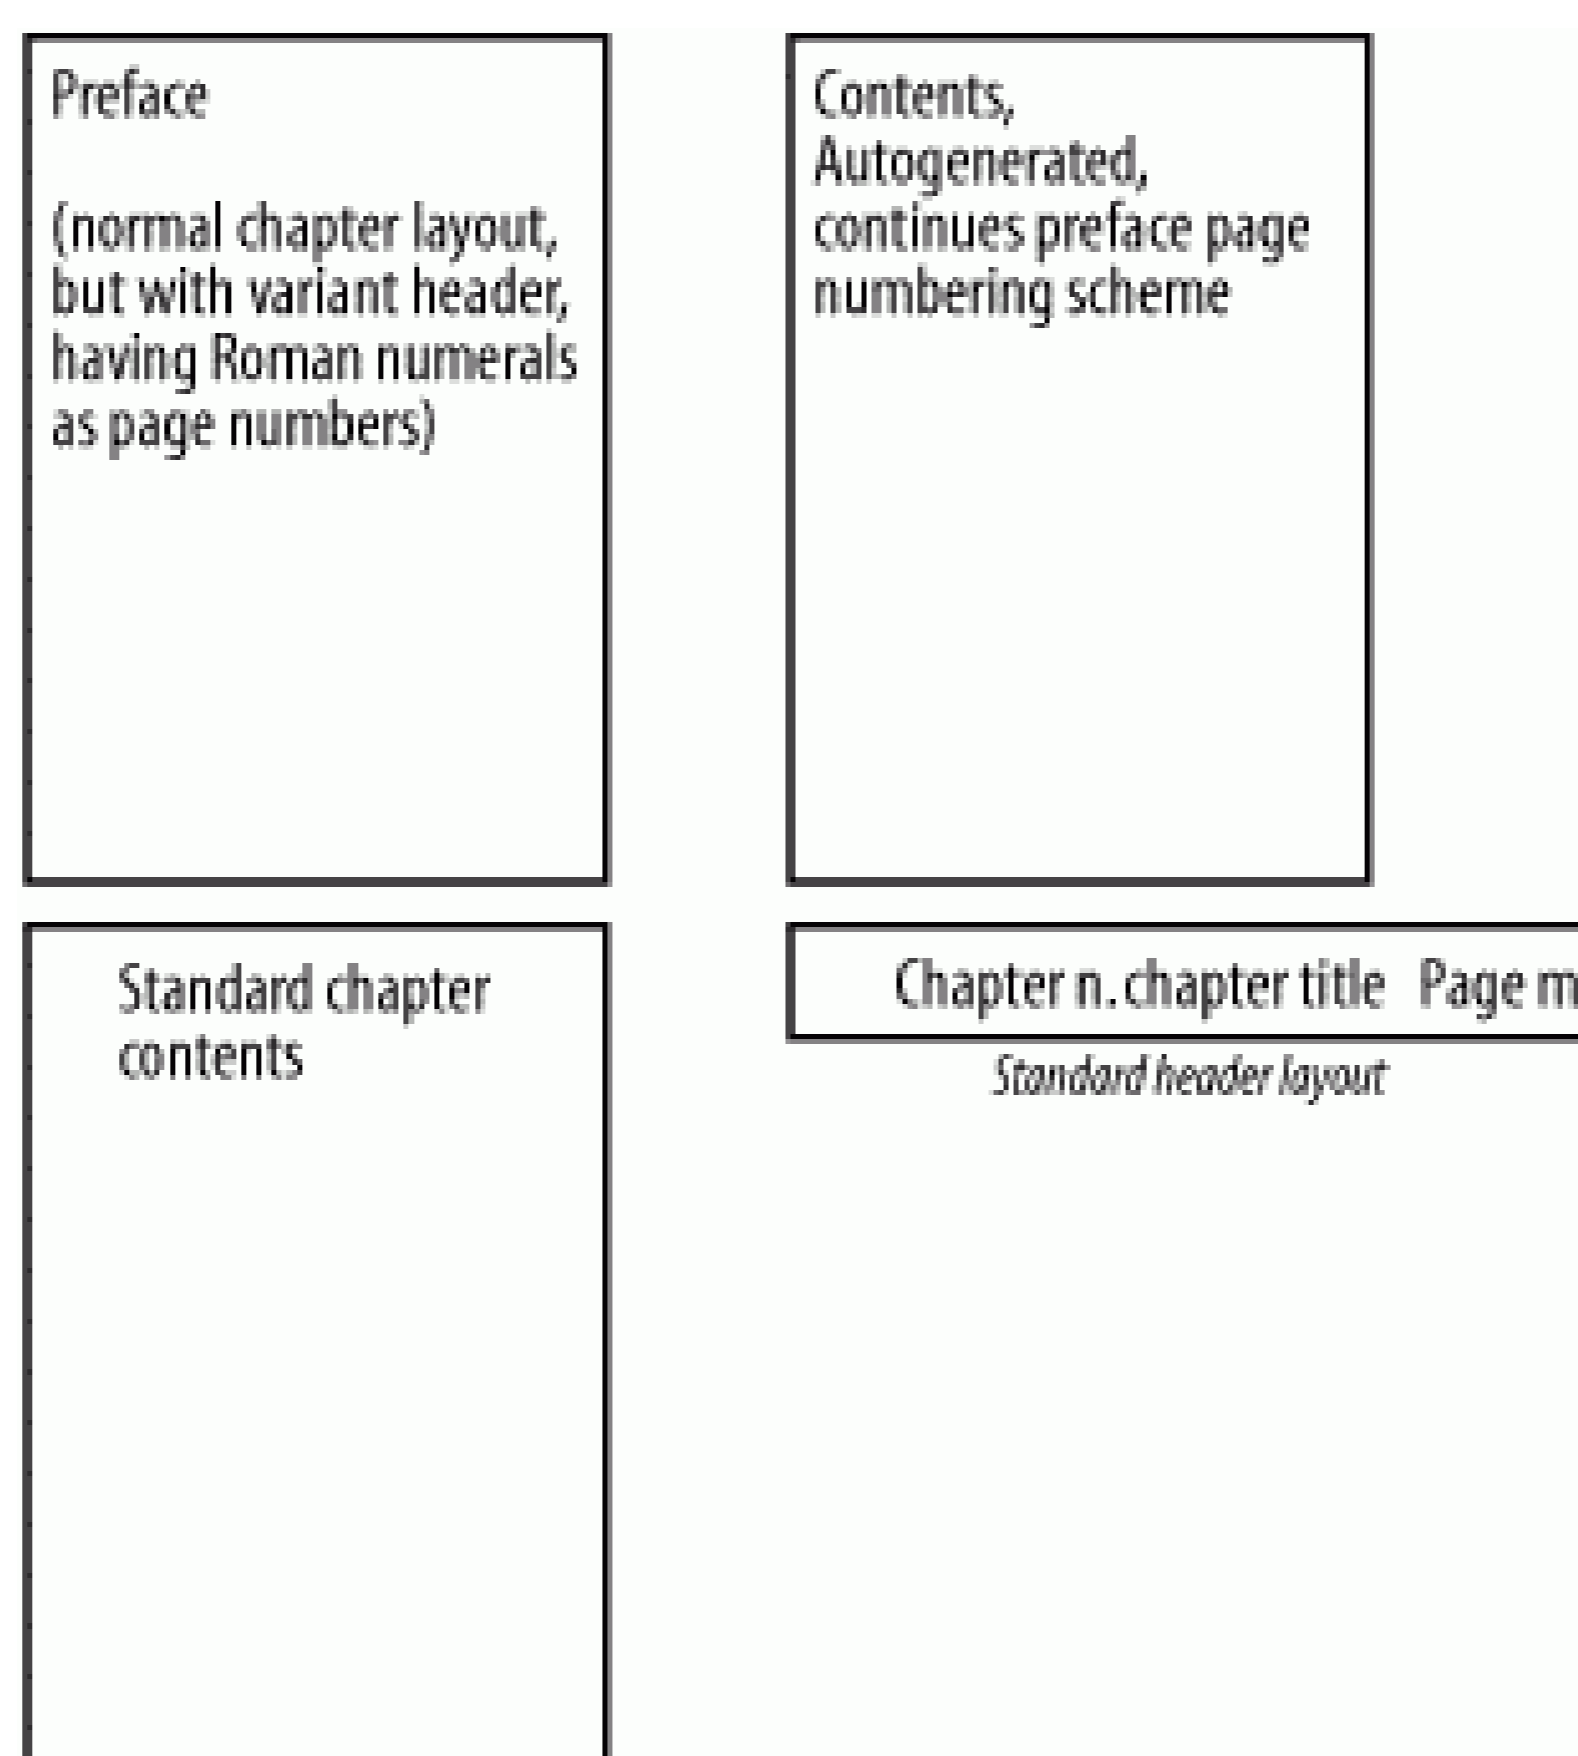 Preface
(normal chapter layout,
but with variant header,
having Roman numerals
as page numbers)
Contents,
Autogenerated,
continues preface page
numbering scheme
Standard chapter
contents
Chapter n. chapter title Page m
Standard header layout